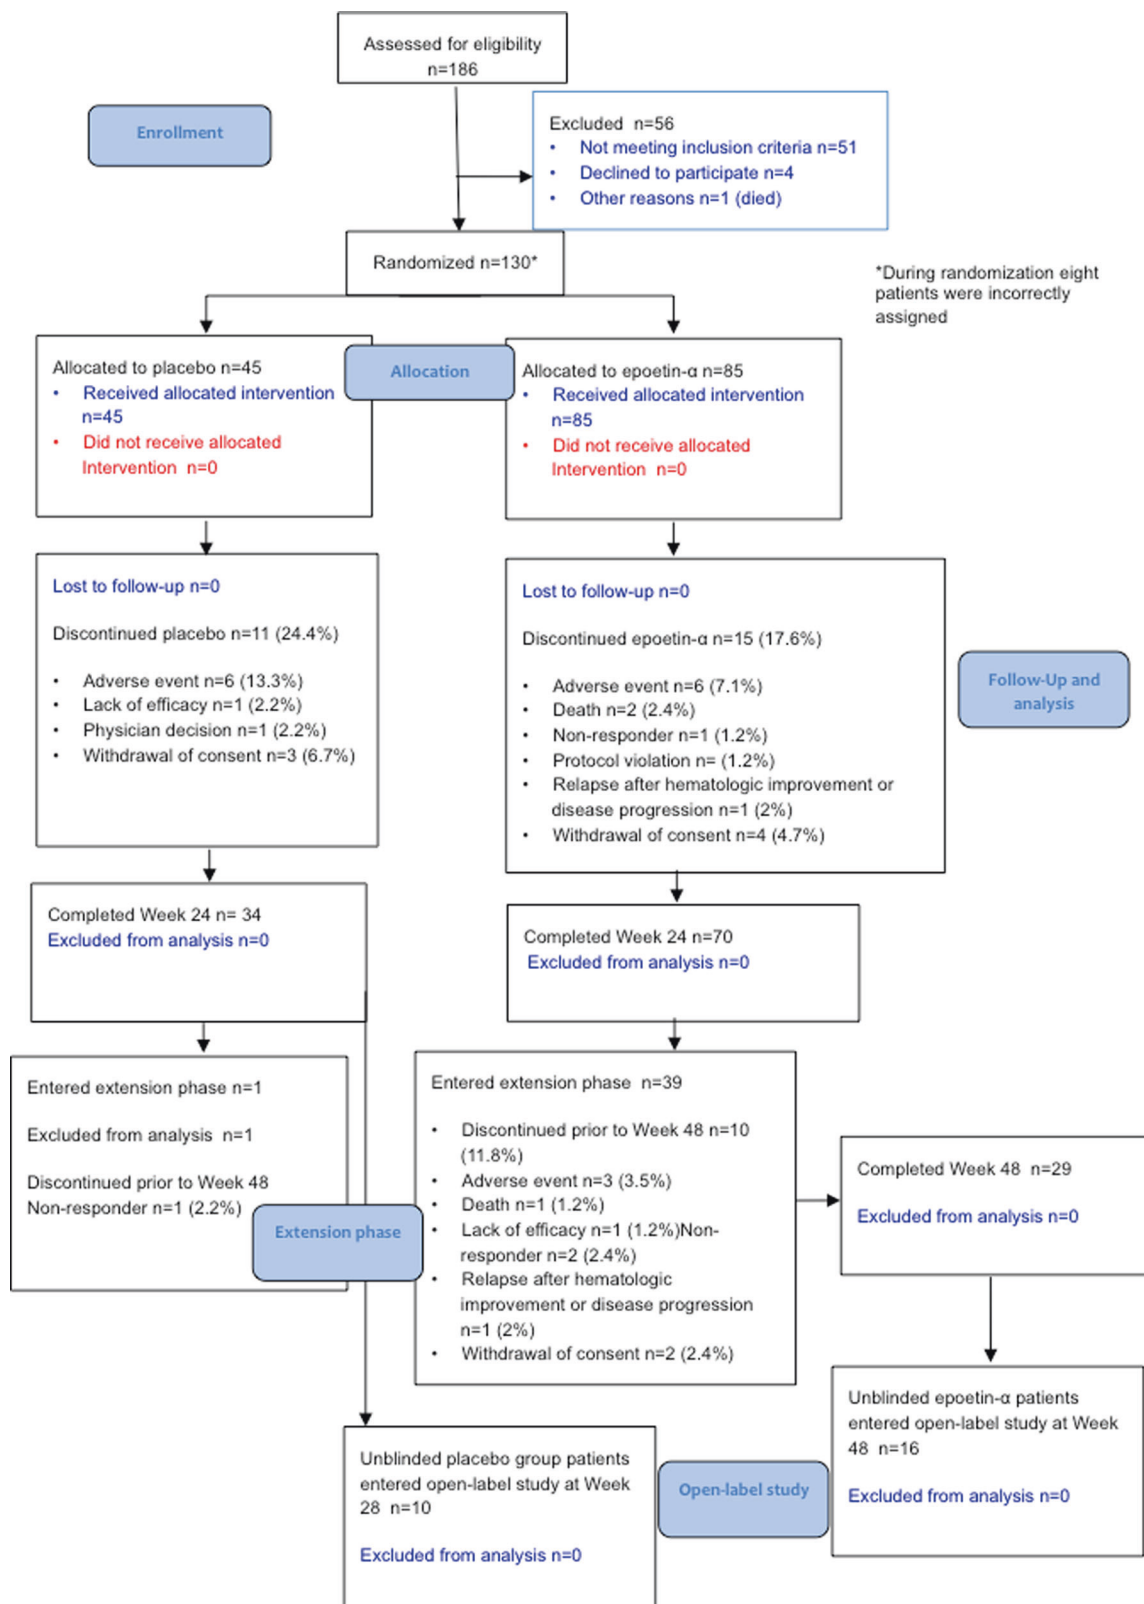 Assessed for eligibility
n=186
Enrollment
Excluded  n=56
• Not meeting inclusion criteria n=51
• Declined to participate n=4
• Other reasons n=1 (died)
Randomized n=130*
*During randomization eight
patients were incorrectly
assigned
Allocated to placebo n=45
• Received allocated intervention
n=45
• Did not receive allocated
Intervention  n=0
Allocation
Allocated to epoetin-α n=85
• Received allocated intervention
n=85
• Did not receive allocated
Intervention  n=0
Lost to follow-up n=0
Discontinued placebo n=11 (24.4%)
• Adverse event n=6 (13.3%)
• Lack of efficacy n=1 (2.2%)
• Physician decision n=1 (2.2%)
• Withdrawal of consent n=3 (6.7%)
Lost to follow-up n=0
Discontinued epoetin-α n=15 (17.6%)
• Adverse event n=6 (7.1%)
• Death n=2 (2.4%)
• Non-responder n=1 (1.2%)
• Protocol violation n= (1.2%)
• Relapse after hematologic improvement or
disease progression n=1 (2%)
• Withdrawal of consent n=4 (4.7%)
Follow-Up and
analysis
Completed Week 24 n= 34
Excluded from analysis n=0
Completed Week 24 n=70
Excluded from analysis n=0
Entered extension phase n=1
Excluded from analysis  n=1
Discontinued prior to Week 48
Non-responder n=1 (2.2%)
Extension phase
Entered extension phase  n=39
• Discontinued prior to Week 48 n=10
(11.8%)
• Adverse event n=3 (3.5%)
• Death n=1 (1.2%)
• Lack of efficacy n=1 (1.2%)Non-
responder n=2 (2.4%)
• Relapse after hematologic
improvement or disease progression
n=1 (2%)
• Withdrawal of consent n=2 (2.4%)
Completed Week 48  n=29
Excluded from analysis n=0
Unblinded placebo group patients
entered open-label study at Week
28  n=10
Excluded from analysis n=0
Open-label study
Unblinded epoetin-α patients
entered open-label study at Week
48  n=16
Excluded from analysis n=0